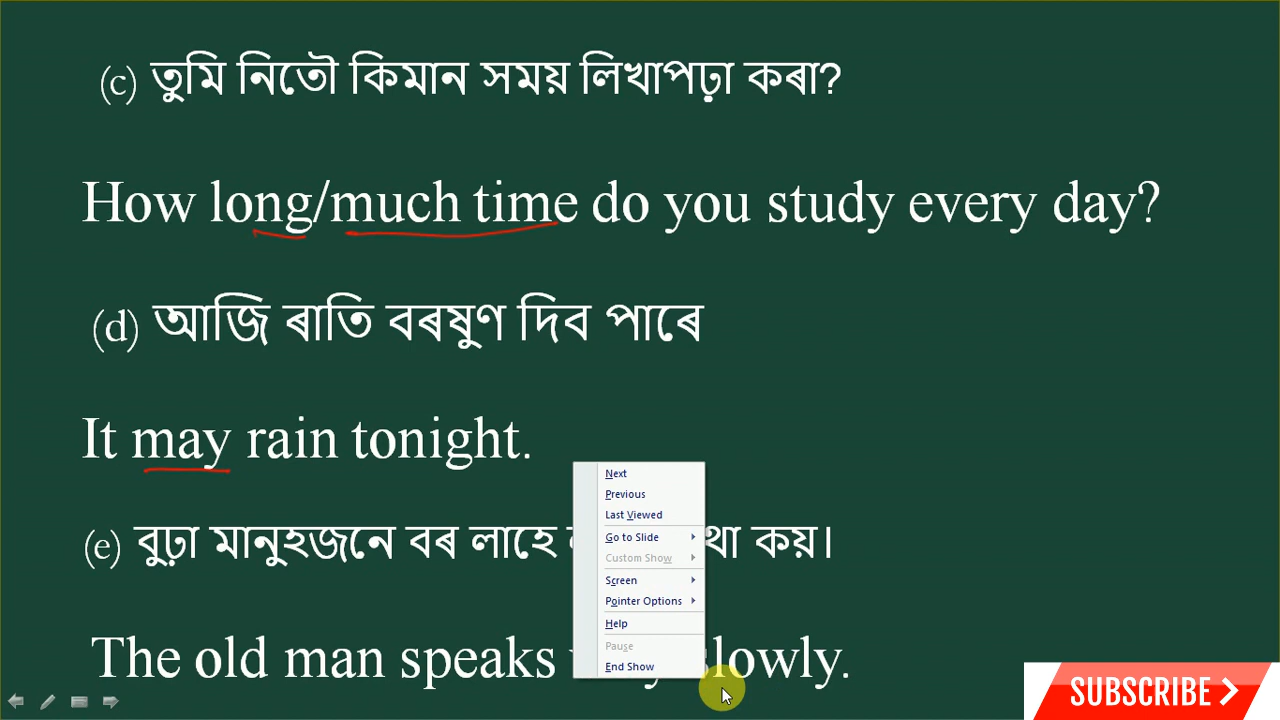 (c) তুমি নিতৌ কিমান সময় লিখাপঢ়া কৰা?
How long/much time do you study every day?
(d) আজি ৰাতি বৰষুণ দিব পাৰে
It may rain tonight.
(e) বুঢ়া মানুহজনে বৰ লাহে কয়।
The old man speaks slowly.
Next
Previous
Last Viewed
Go to Slide
Custom Show
Screen
Pointer Options
Help
Pause
End Show
SUBSCRIBE